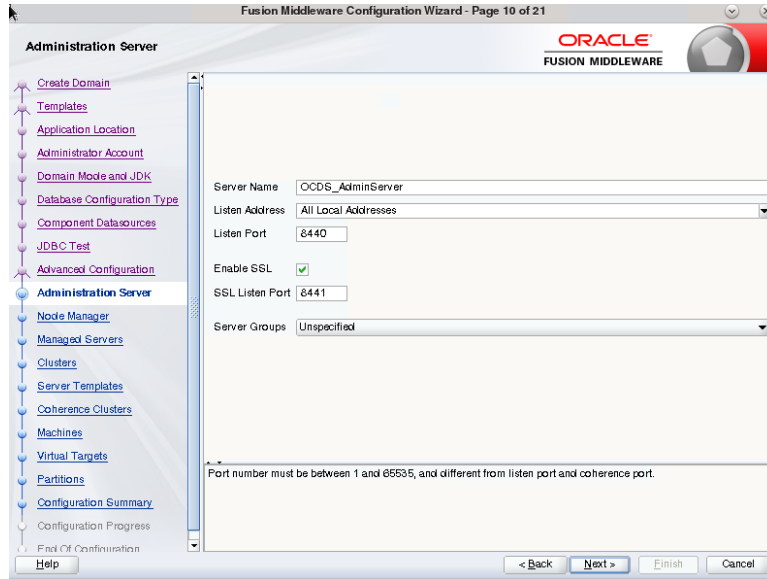 Fusion Middleware Configuration Wizard - Page 10 of 21
Administration Server
ORACLE
FUSION MIDDLEWARE
Create Domain
Templates
Application Location
Administrator Account
Domain Mode and JDK
Database Configuration Type
Component Datasources
JDBC Test
Advanced Configuration
Administration Server
Node Manager
Managed Servers
Clusters
Server Templates
Coherence Clusters
Machines
Virtual Targets
Partitions
Configuration Summary
Configuration Progress
End Of Configuration
Server Name OCDS_AdminServer
Listen Address All Local Addresses
Listen Port 8440
Enable SSL
SSL Listen Port 8441
Server Groups Unspecified
Port number must be between 1 and 65535, and different from listen port and coherence port.
Help
< Back
Next >
Finish
Cancel